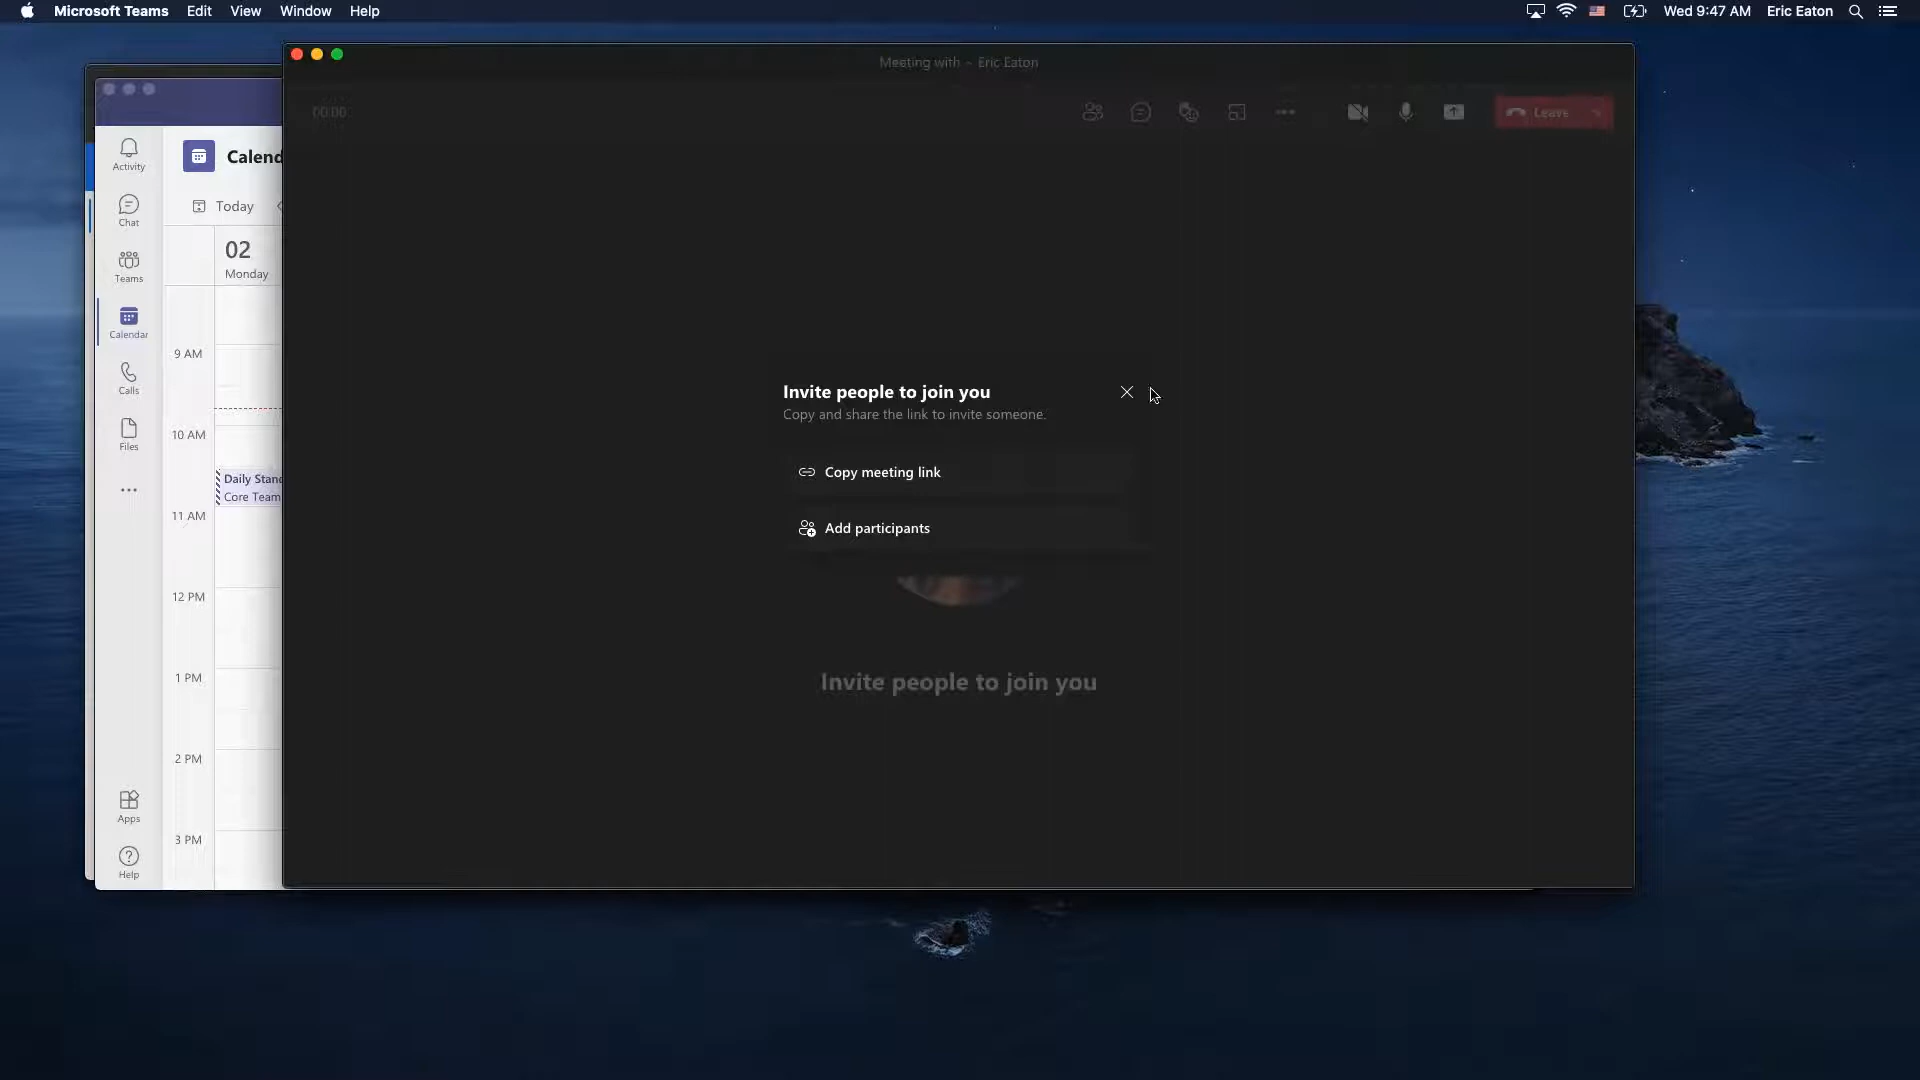 Microsoft Teams Edit View Window Help
Wed 9:47 AM Eric Eaton
Meeting with - Eric Eaton
00:00
Leave
Activity
Chat
Teams
Calendar
Calls
Files
Apps
Help
Calend
Today
02
Monday
9 AM
10 AM
Daily Stand
Core Team
11 AM
12 PM
1 PM
2 PM
3 PM
Invite people to join you
Copy and share the link to invite someone.
Copy meeting link
Add participants
Invite people to join you